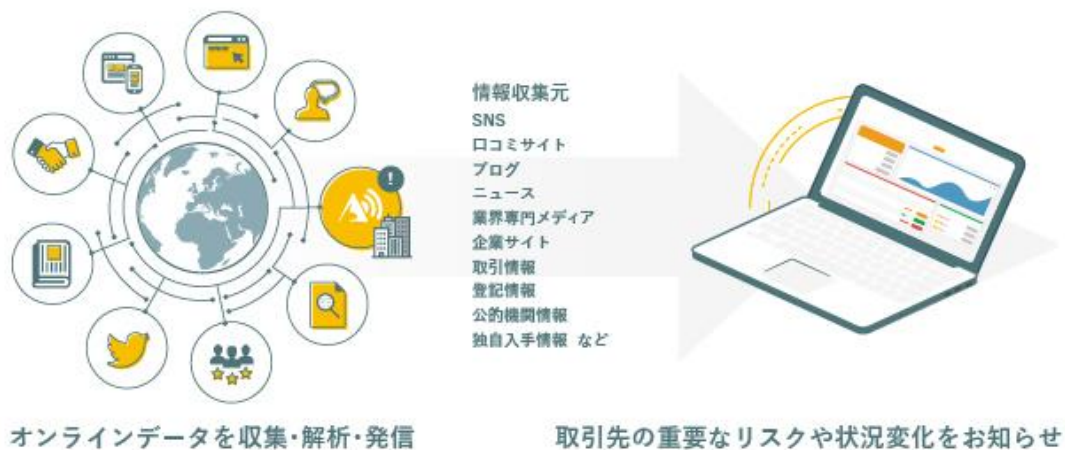 情報収集元
SNS
口コミサイト
ブログ
ニュース
業界専門メディア
企業サイト
取引情報
登記情報
公的機関情報
独自入手情報 など
オンラインデータを収集・解析・発信
取引先の重要なリスクや状況変化をお知らせ